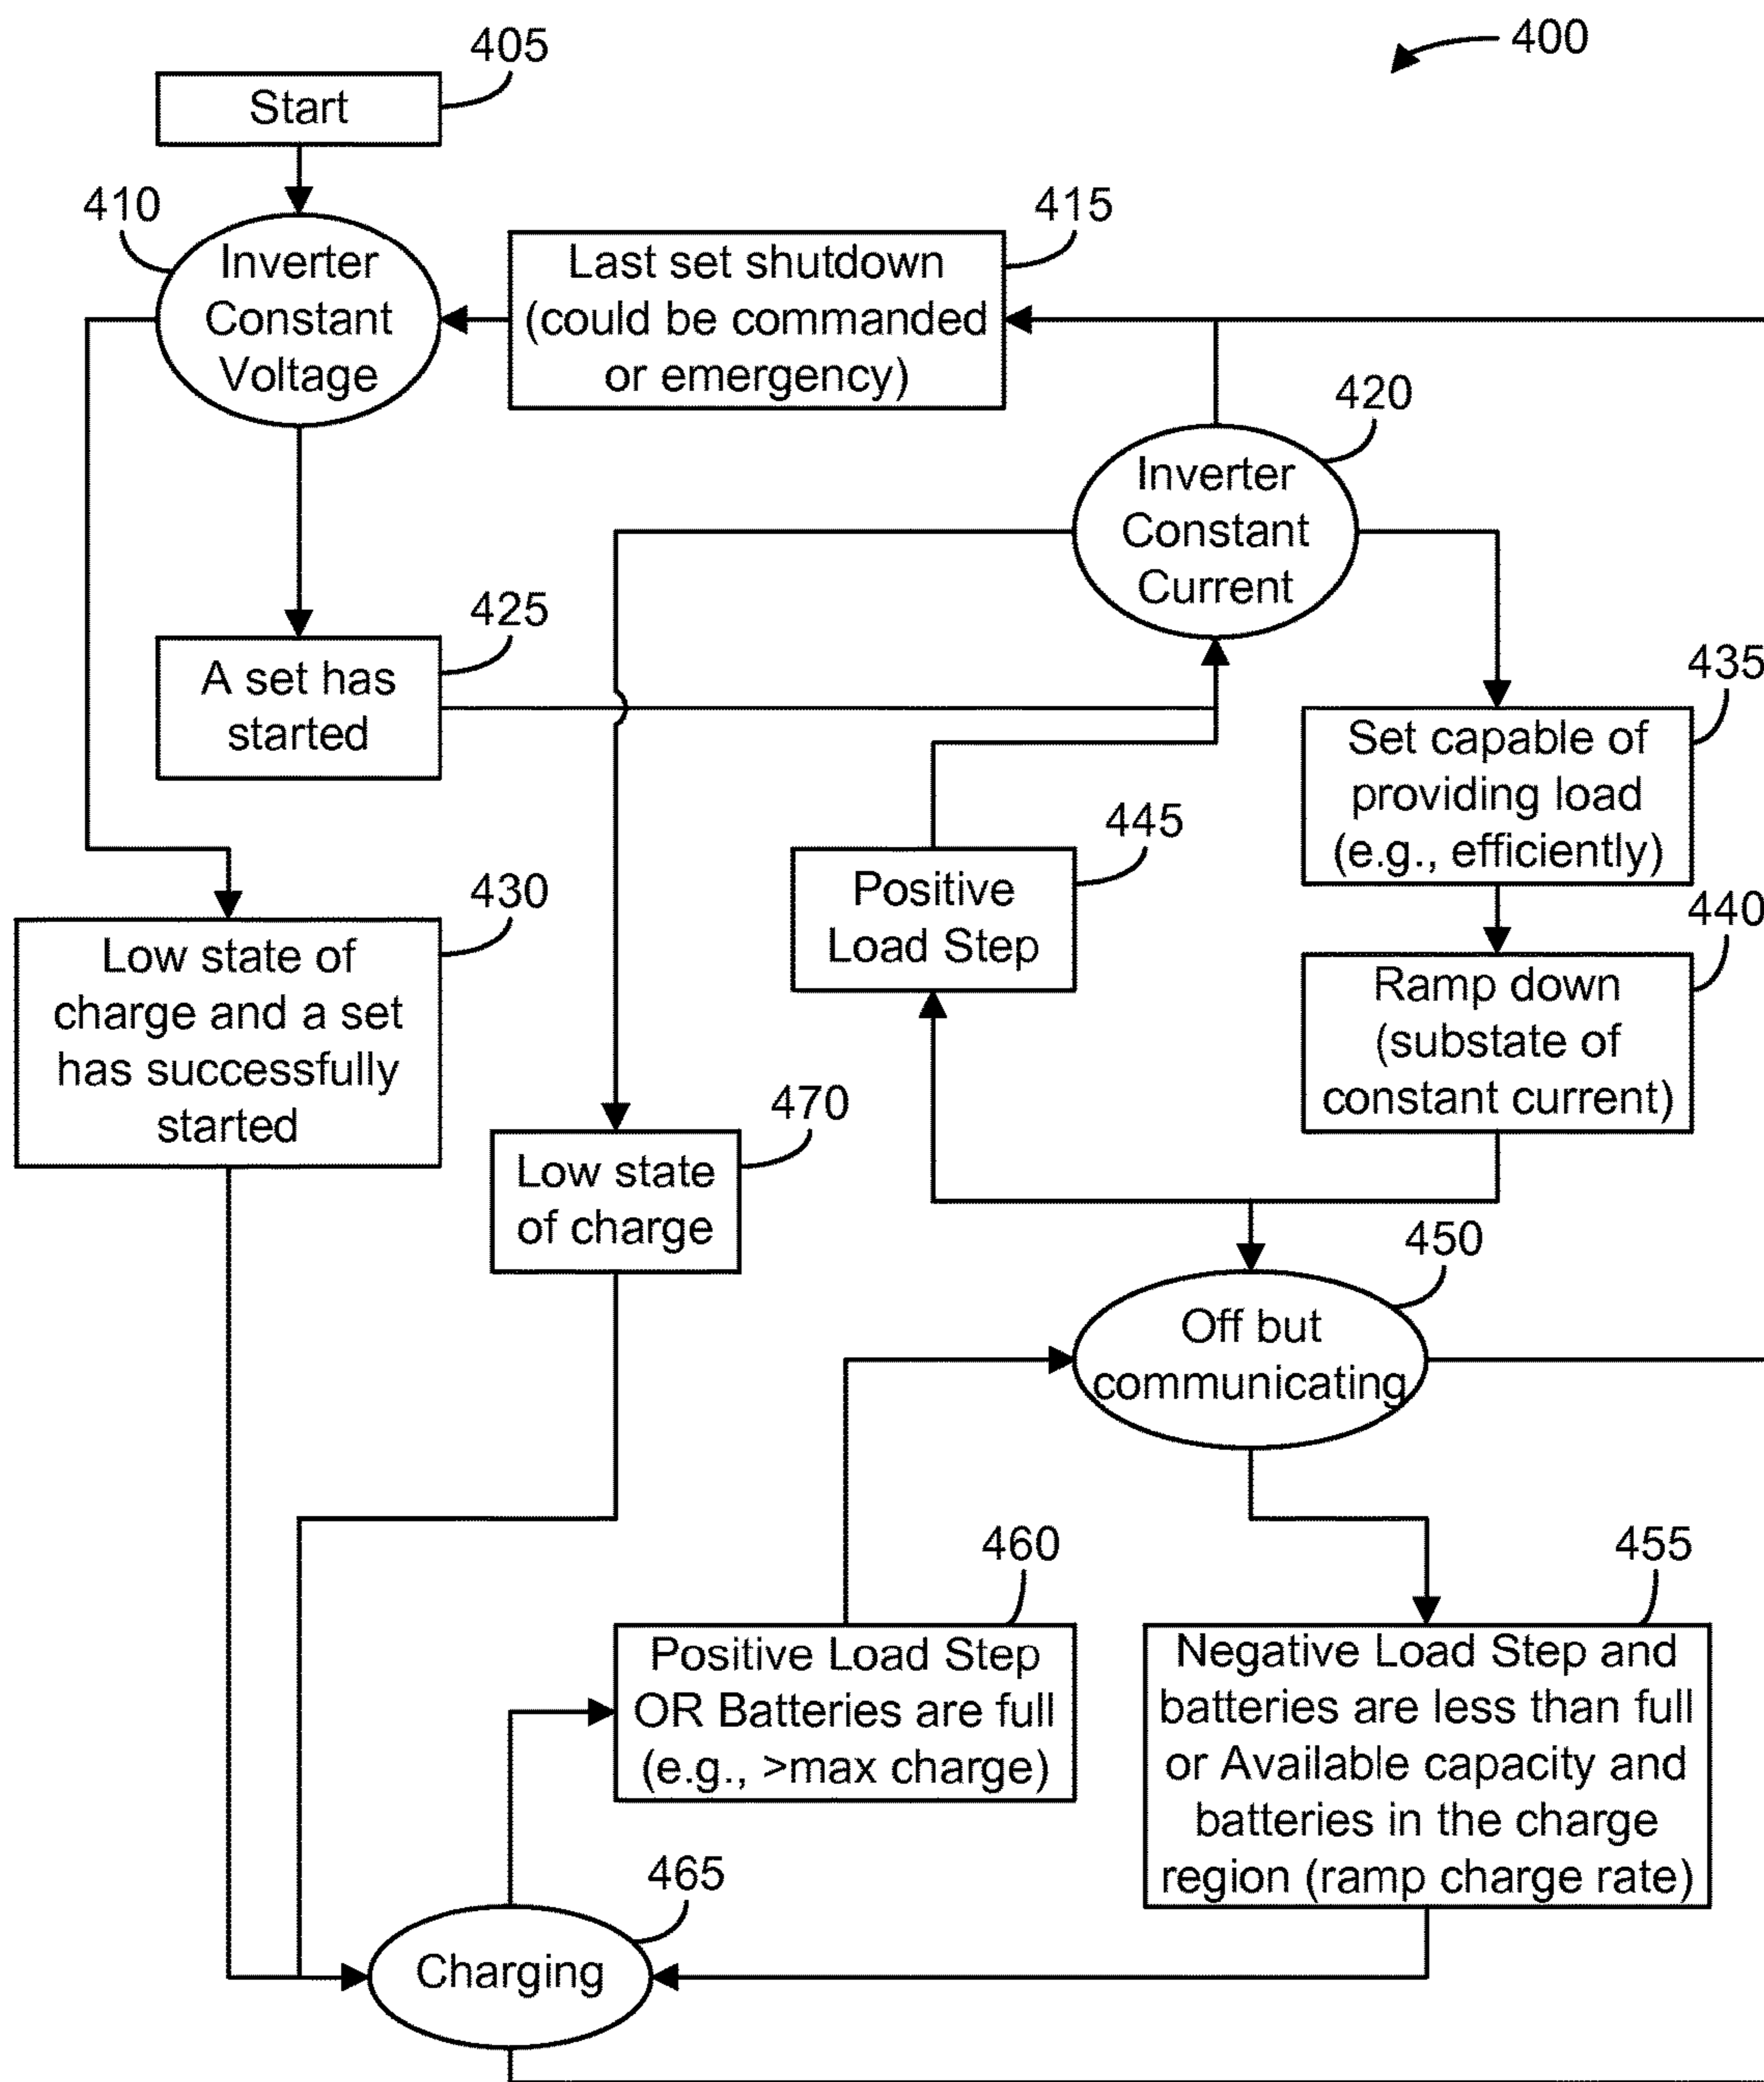 400
405
Start
410
Inverter
Constant
Voltage
415
Last set shutdown
(could be commanded
or emergency)
420
Inverter
Constant
Current
425
A set has
started
435
Set capable of
providing load
(e.g., efficiently)
445
Positive
Load Step
430
Low state of
charge and a set
has successfully
started
440
Ramp down
(substate of
constant current)
470
Low state
of charge
450
Off but
communicating
460
Positive Load Step
OR Batteries are full
(e.g., >max charge)
455
Negative Load Step and
batteries are less than full
or Available capacity and
batteries in the charge
region (ramp charge rate)
465
Charging